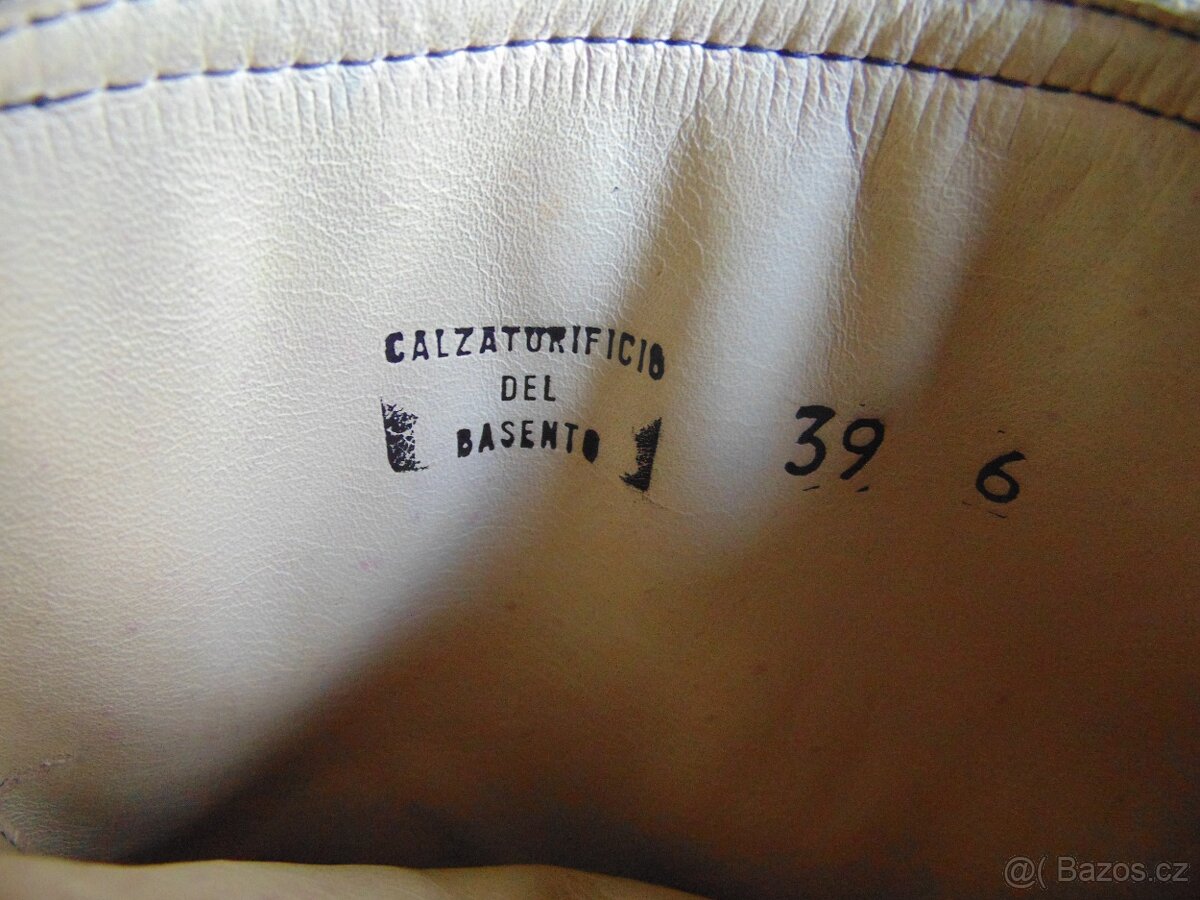 CALZATURIFICIO
DEL
BASENTO
39 6
@( Bazos.cz